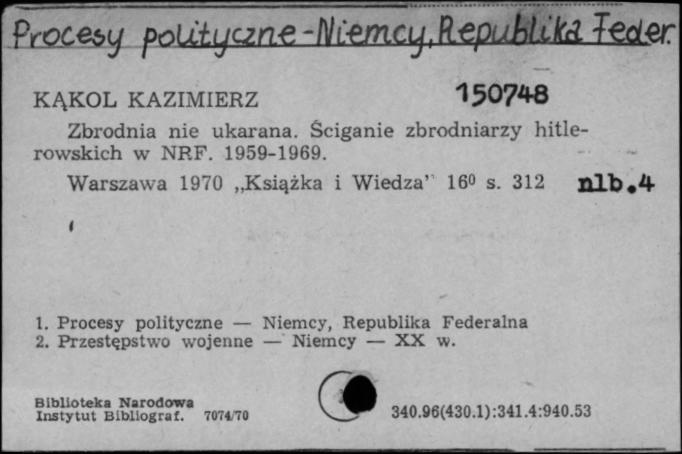 Procesy polityczne-Niemcy, Republika Feder.
KĄKOL KAZIMIERZ 150748
Zbrodnia nie ukarana. Ściganie zbrodniarzy hitle-
rowskich w NRF. 1959-1969.
Warszawa 1970 „Książka i Wiedza” 16⁰ s. 312 nlb.4
1. Procesy polityczne — Niemcy, Republika Federalna
2. Przestępstwo wojenne — Niemcy — XX w.
Biblioteka Narodowa
Instytut Bibliograf. 7074/70 340.96(430.1):341.4:940.53